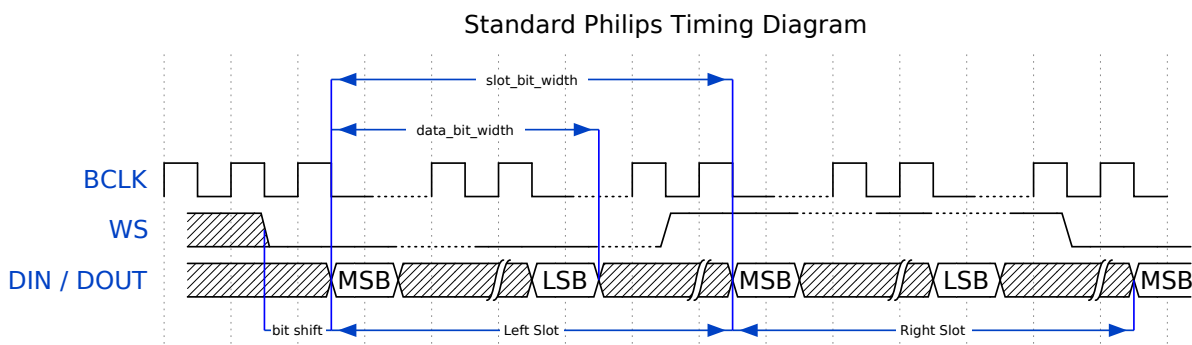 Standard Philips Timing Diagram
slot_bit_width
data_bit_width
BCLK
WS
DIN / DOUT
MSB
LSB
MSB
LSB
MSB
bit shift
Left Slot
Right Slot